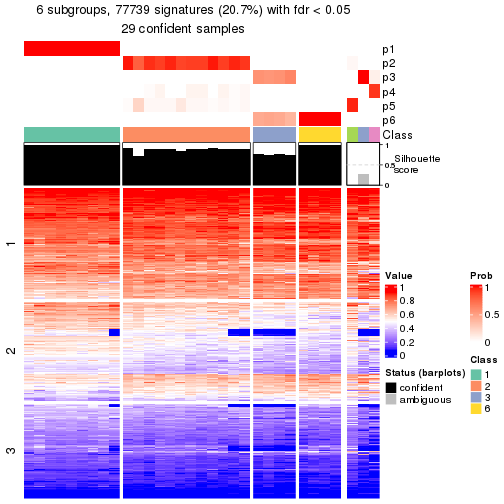 6 subgroups, 77739 signatures (20.7%) with fdr < 0.05
29 confident samples
p1
p2
p3
p4
p5
p6
Class
1
0.5
0
Silhouette
score
1
2
3
Value
1
0.8
0.6
0.4
0.2
0
Prob
1
0.5
0
Status (barplots)
confident
ambiguous
Class
1
2
3
6